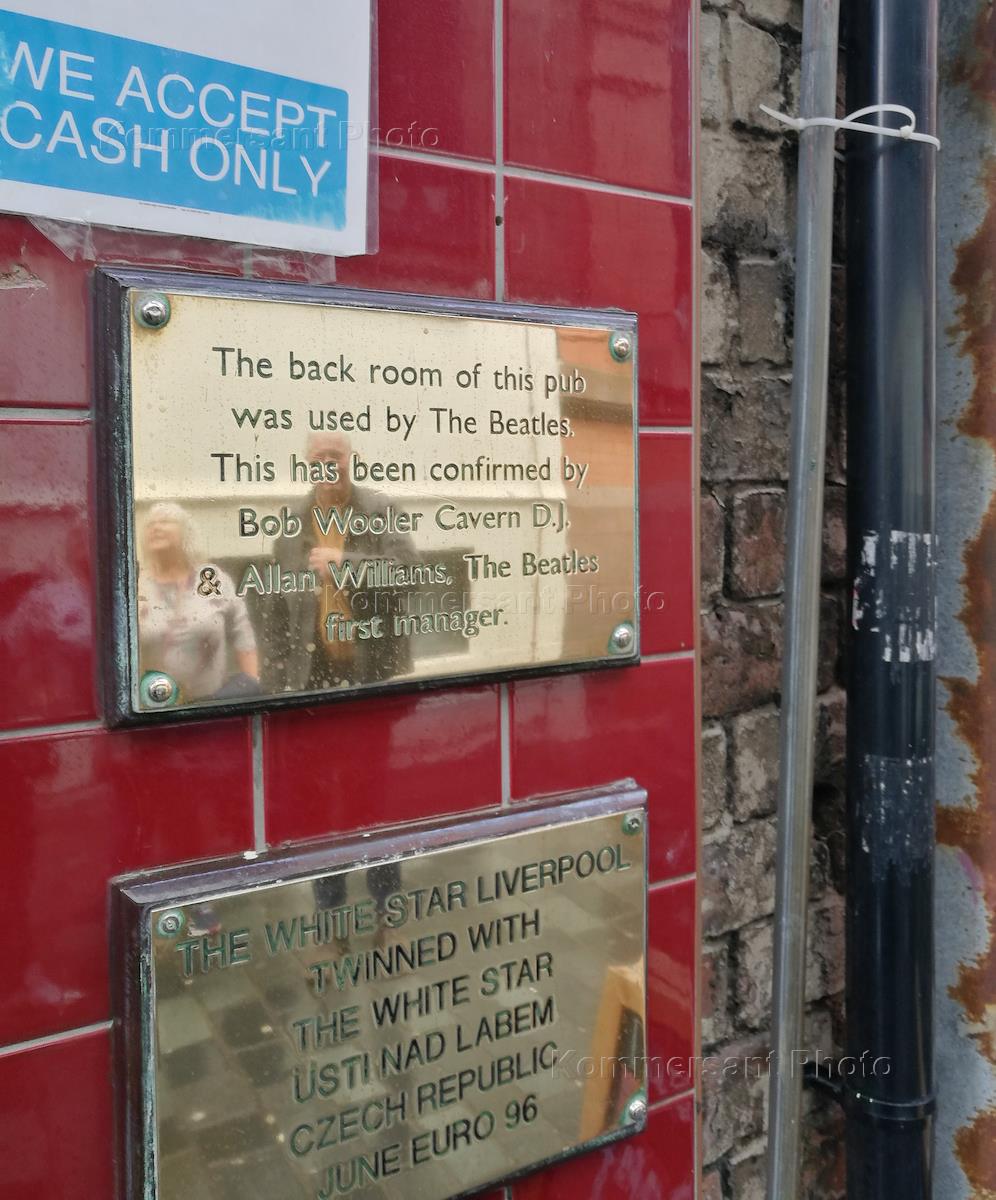 WE ACCEPT
CASH ONLY
Kommersant Photo
The back room of this pub
was used by The Beatles.
This has been confirmed by
Bob Wooler Cavern D.J.
& Allan Williams, The Beatles
first manager.
Kommersant Photo
THE WHITE STAR LIVERPOOL
TWINNED WITH
THE WHITE STAR
USTI NAD LABEM
CZECH REPUBLIC
JUNE EURO 96
Kommersant Photo